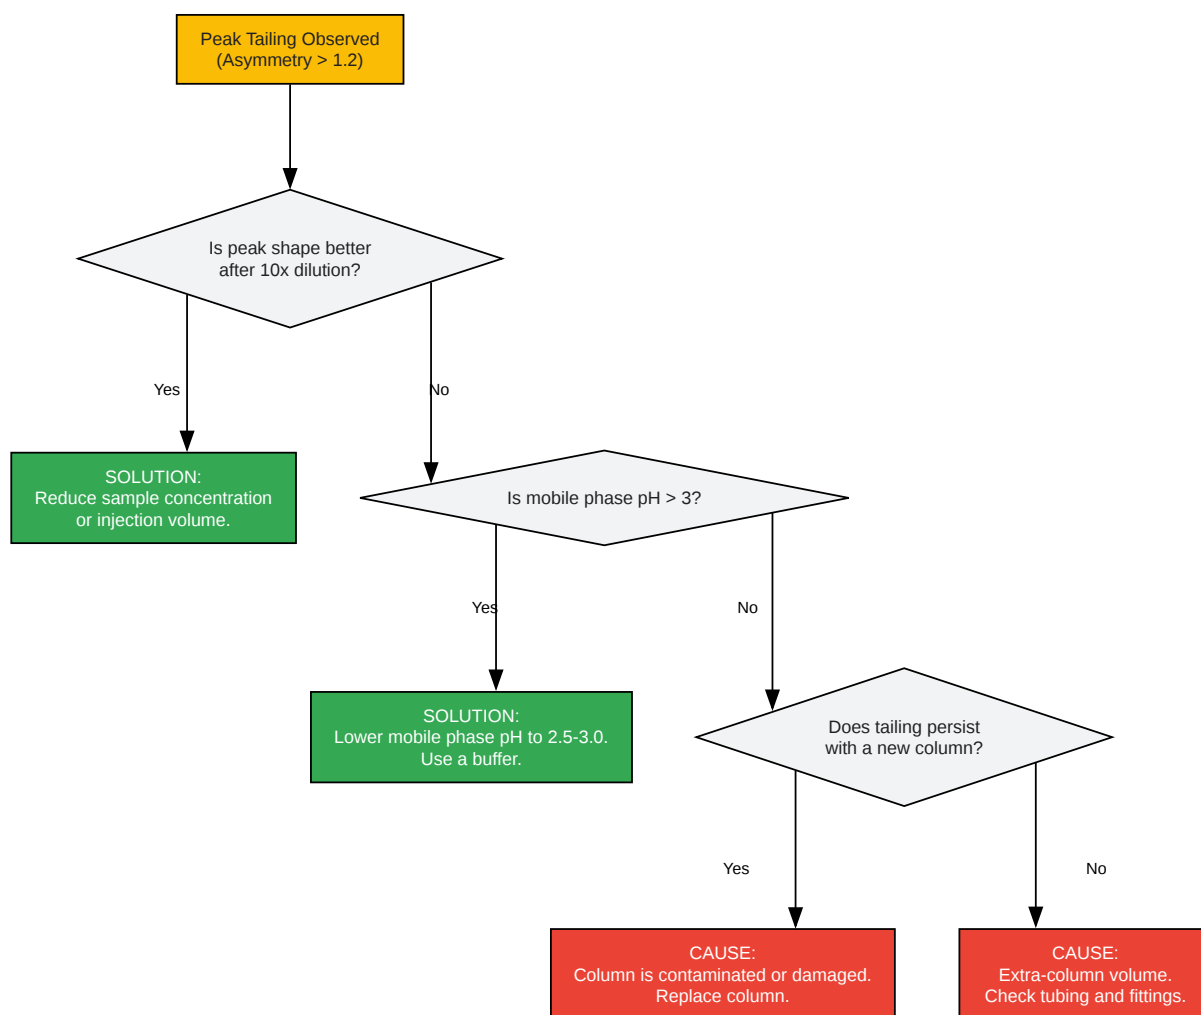 Peak Tailing Observed
(Asymmetry > 1.2)
Is peak shape better
after 10x dilution?
Yes
No
SOLUTION:
Reduce sample concentration
or injection volume.
Is mobile phase pH > 3?
Yes
No
SOLUTION:
Lower mobile phase pH to 2.5-3.0.
Use a buffer.
Does tailing persist
with a new column?
Yes
No
CAUSE:
Column is contaminated or damaged.
Replace column.
CAUSE:
Extra-column volume.
Check tubing and fittings.